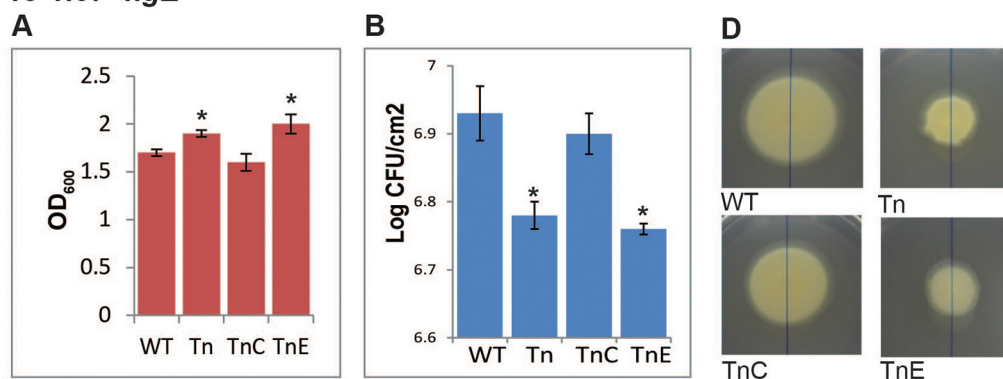 A
B
D
OD600
2.5
2
1.5
1
0.5
0
*
*
WT Tn TnC TnE
Log CFU/cm2
7
6.9
6.8
6.7
6.6
*
*
WT Tn TnC TnE
WT
Tn
TnC
TnE